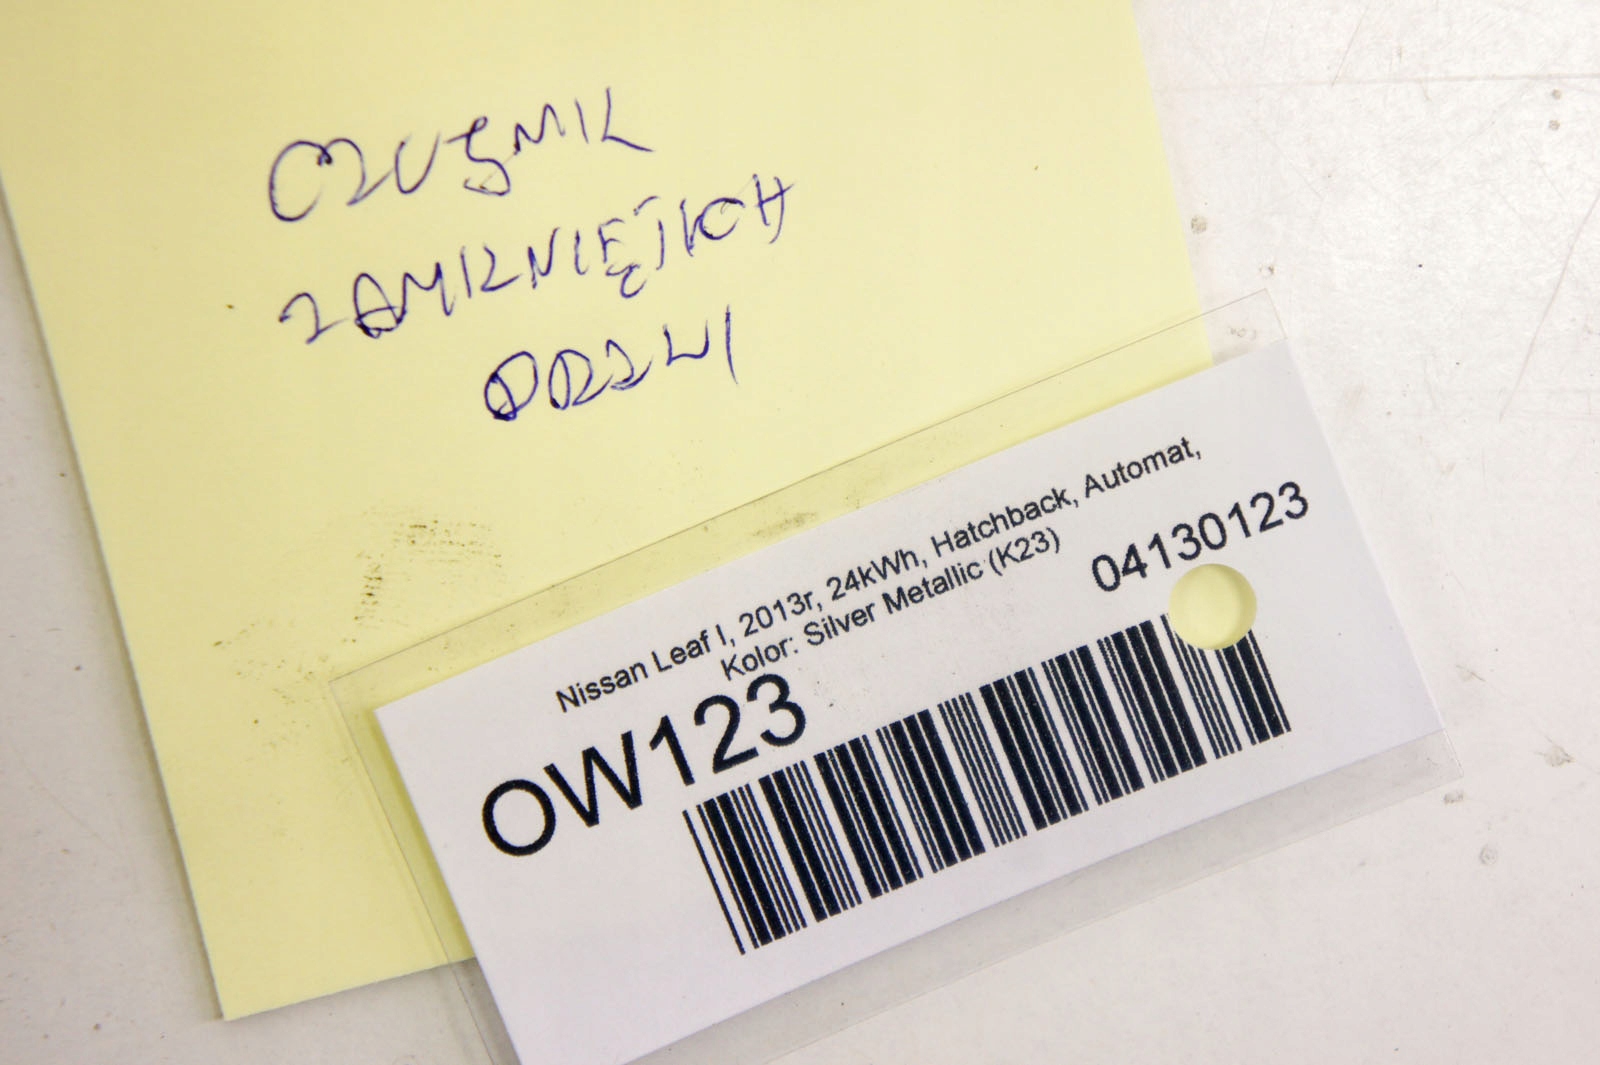 CZUJNIK
ZAMKNIĘTYCH
DRZWI
Nissan Leaf I, 2013r, 24kWh, Hatchback, Automat,
Kolor: Silver Metallic (K23)
04130123
OW123